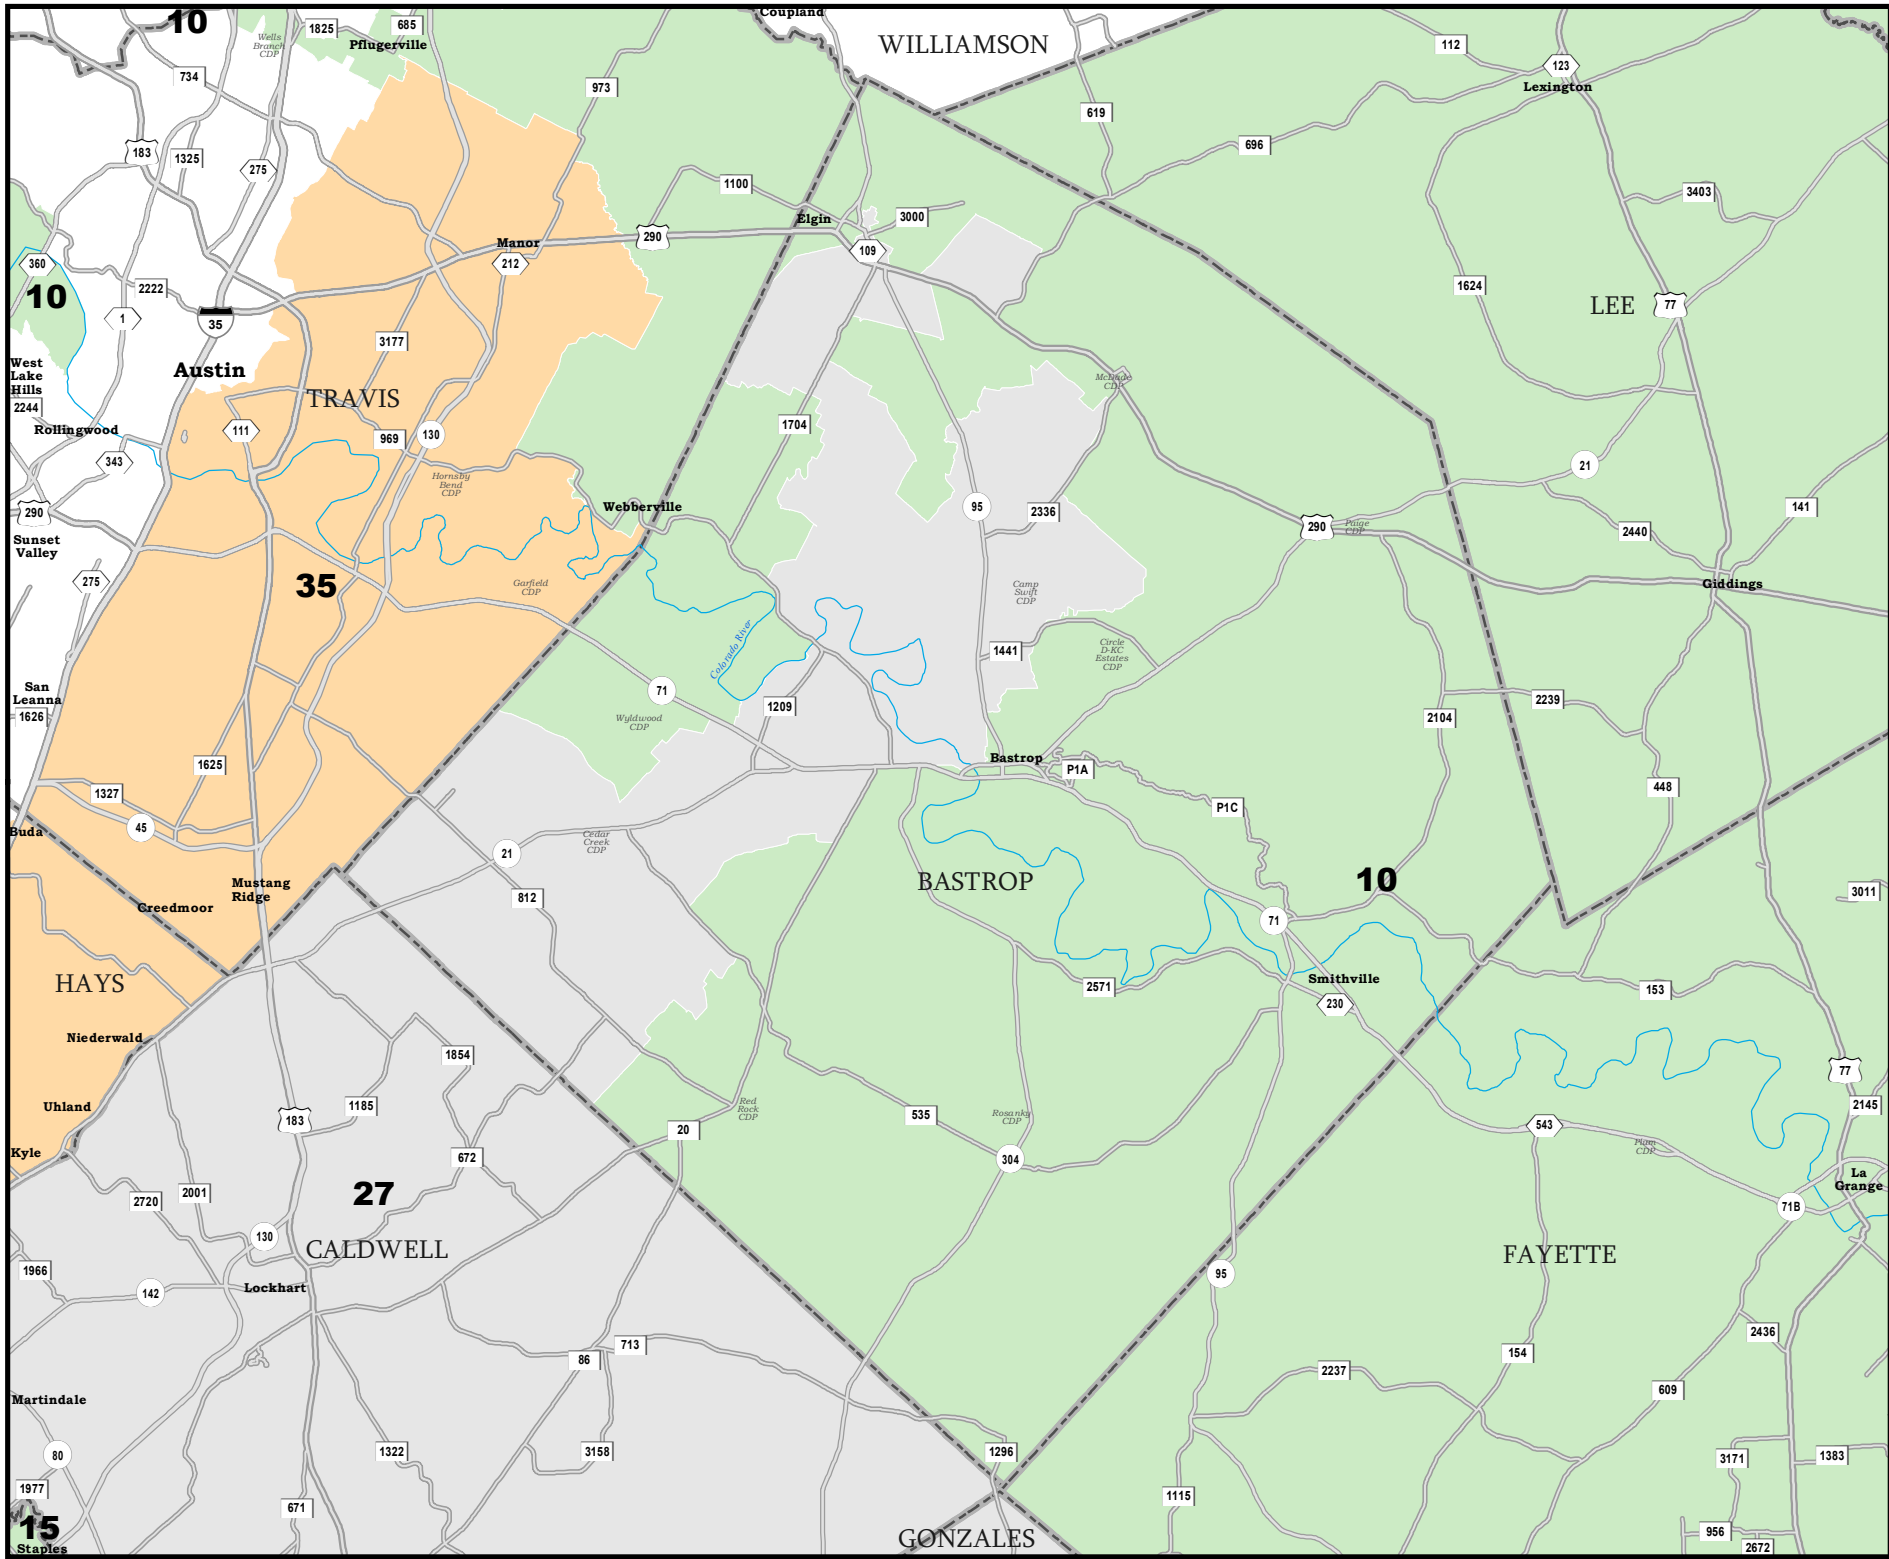 10
1825
685
Coupland
Wells
Branch
CDP
Pflugerville
WILLIAMSON
112
123
Lexington
734
973
619
183
1325
275
696
1100
3403
Elgin
3000
Manor
290
109
360
212
10
2222
1624
LEE
77
1
35
3177
West
Lake
Hills
Austin
TRAVIS
McDade
CDP
2244
Rollingwood
111
969
130
1704
343
21
Hornsby
Bend
CDP
Webberville
95
2336
141
290
290
Paige
CDP
2440
Sunset
Valley
275
35
Garfield
CDP
Camp
Swift
CDP
Giddings
Colorado River
1441
Circle
D-KC
Estates
CDP
San
Leanna
71
1626
1209
2239
Wyldwood
CDP
2104
1625
Bastrop
P1A
1327
448
P1C
45
Buda
21
Cedar
Creek
CDP
BASTROP
10
Mustang
Ridge
812
3011
Creedmoor
71
HAYS
Smithville
2571
153
230
Niederwald
1854
77
Uhland
1185
183
Red
Rock
CDP
535
Rosanky
CDP
2145
20
543
Plum
CDP
Kyle
672
304
La
Grange
2720
2001
27
71B
130
CALDWELL
FAYETTE
1966
95
142
Lockhart
2436
713
86
154
2237
609
Martindale
80
1322
3158
1296
3171
1383
1977
671
1115
15
GONZALES
956
Staples
2672